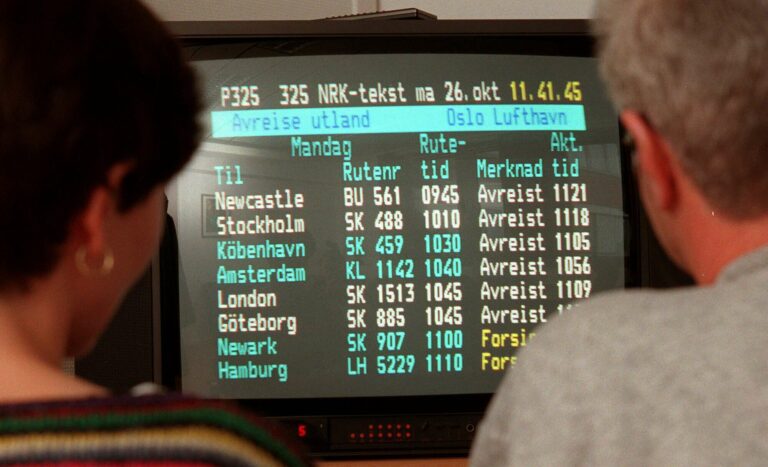 P325 325 NRK-tekst ma 26. okt 11.41.45
Avreise utland Oslo Lufthavn
Mandag Rute- Akt.
Til Rutenr tid Merknad tid
Newcastle BU 561 0945 Avreist 1121
Stockholm SK 488 1010 Avreist 1118
Köbenhavn SK 459 1030 Avreist 1105
Amsterdam KL 1142 1040 Avreist 1056
London SK 1513 1045 Avreist 1109
Göteborg SK 885 1045 Avreist
Newark SK 907 1100
Hamburg LH 5229 1110